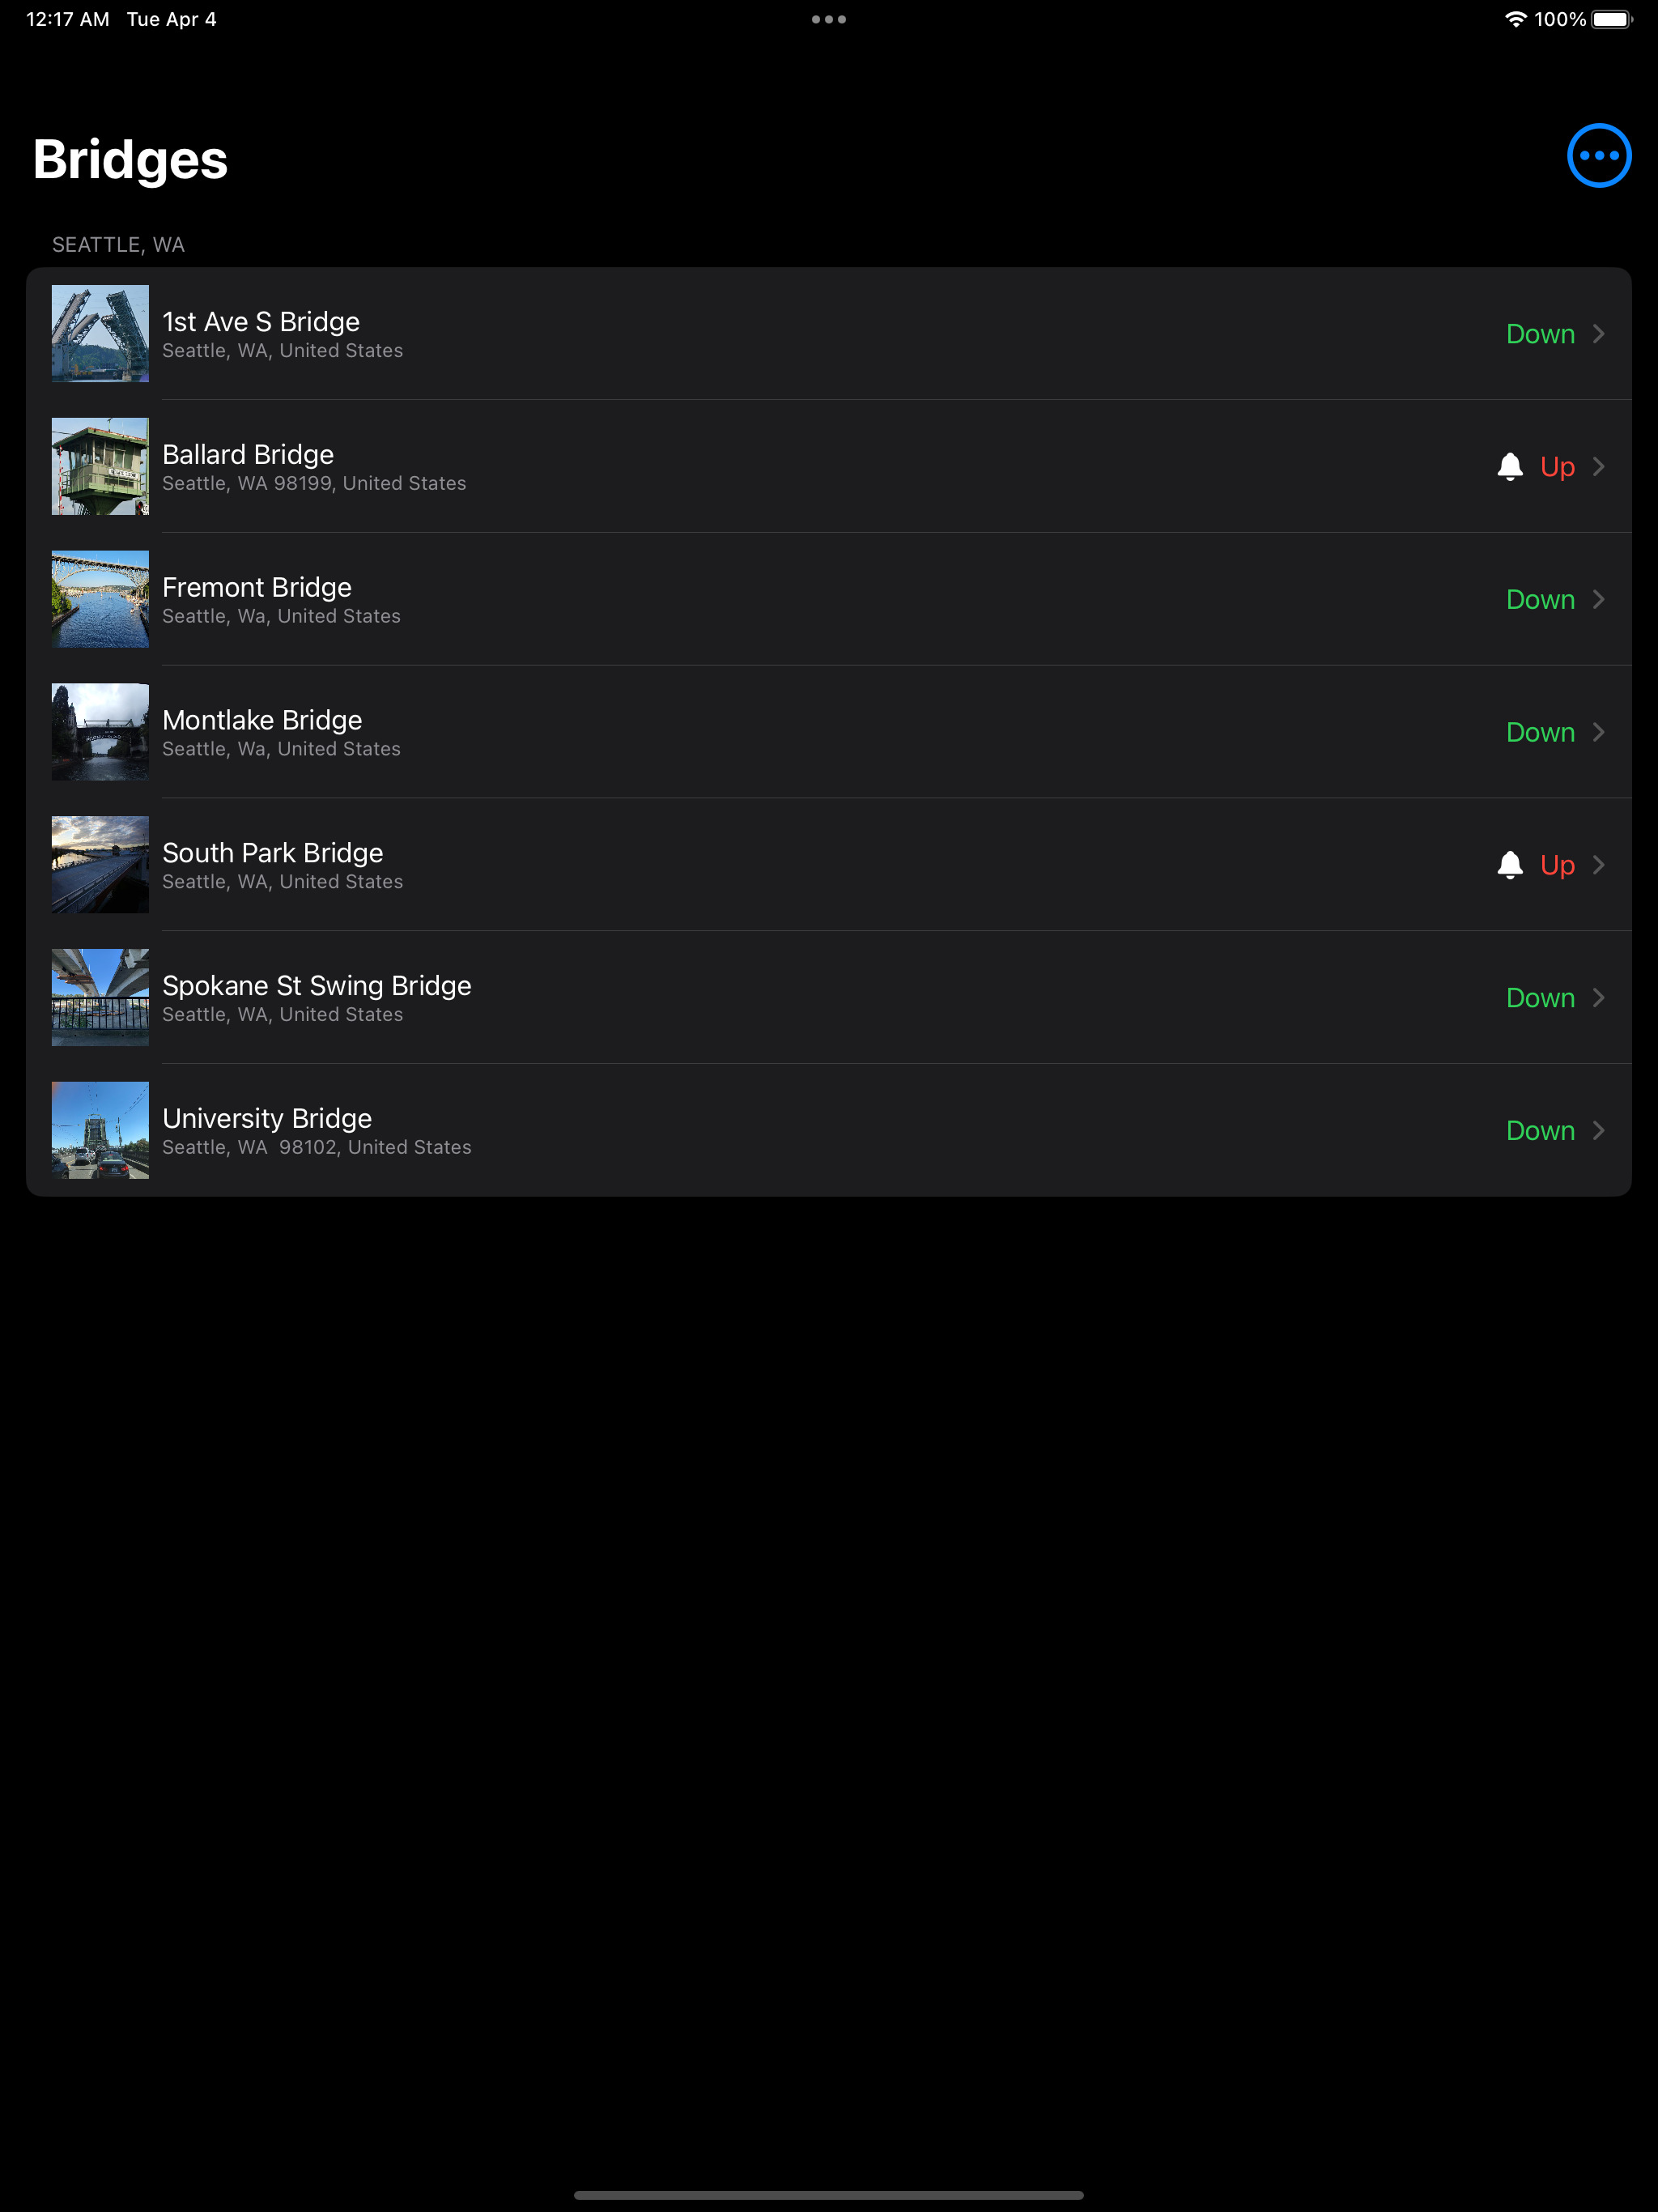 12:17 AM Tue Apr 4
100%
Bridges
SEATTLE, WA
1st Ave S Bridge
Seattle, WA, United States
Down
Ballard Bridge
Seattle, WA 98199, United States
Up
Fremont Bridge
Seattle, Wa, United States
Down
Montlake Bridge
Seattle, Wa, United States
Down
South Park Bridge
Seattle, WA, United States
Up
Spokane St Swing Bridge
Seattle, WA, United States
Down
University Bridge
Seattle, WA  98102, United States
Down